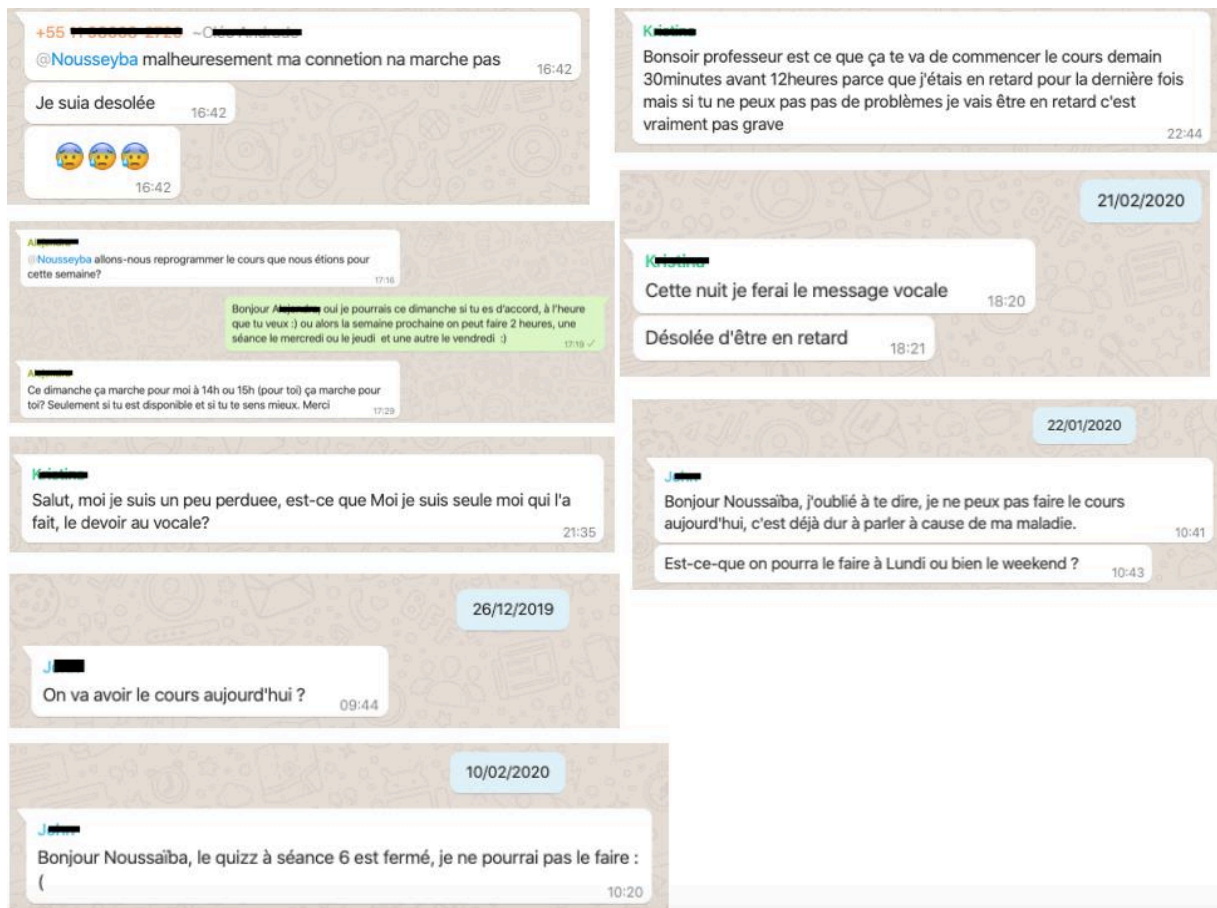 +55
@Nousseyba malheuresement ma connetion na marche pas
16:42
Je suia desolée
16:42
16:42
@Nousseyba allons-nous reprogrammer le cours que nous étions pour
cette semaine?
17:16
Bonjour oui je pourrais ce dimanche si tu es d'accord, à l'heure
que tu veux :) ou alors la semaine prochaine on peut faire 2 heures, une
séance le mercredi ou le jeudi et une autre le vendredi :)
17:19
Ce dimanche ça marche pour moi à 14h ou 15h (pour toi) ça marche pour
toi? Seulement si tu est disponible et si tu te sens mieux. Merci
17:29
Salut, moi je suis un peu perduee, est-ce que Moi je suis seule moi qui l'a
fait, le devoir au vocale?
21:35
26/12/2019
On va avoir le cours aujourd'hui ?
09:44
10/02/2020
Bonjour Noussaïba, le quizz à séance 6 est fermé, je ne pourrai pas le faire :
(
10:20
Bonsoir professeur est ce que ça te va de commencer le cours demain
30minutes avant 12heures parce que j'étais en retard pour la dernière fois
mais si tu ne peux pas pas de problèmes je vais être en retard c'est
vraiment pas grave
22:44
21/02/2020
Cette nuit je ferai le message vocale
18:20
Désolée d'être en retard
18:21
22/01/2020
Bonjour Noussaïba, j'oublié à te dire, je ne peux pas faire le cours
aujourd'hui, c'est déjà dur à parler à cause de ma maladie.
10:41
Est-ce-que on pourra le faire à Lundi ou bien le weekend ?
10:43